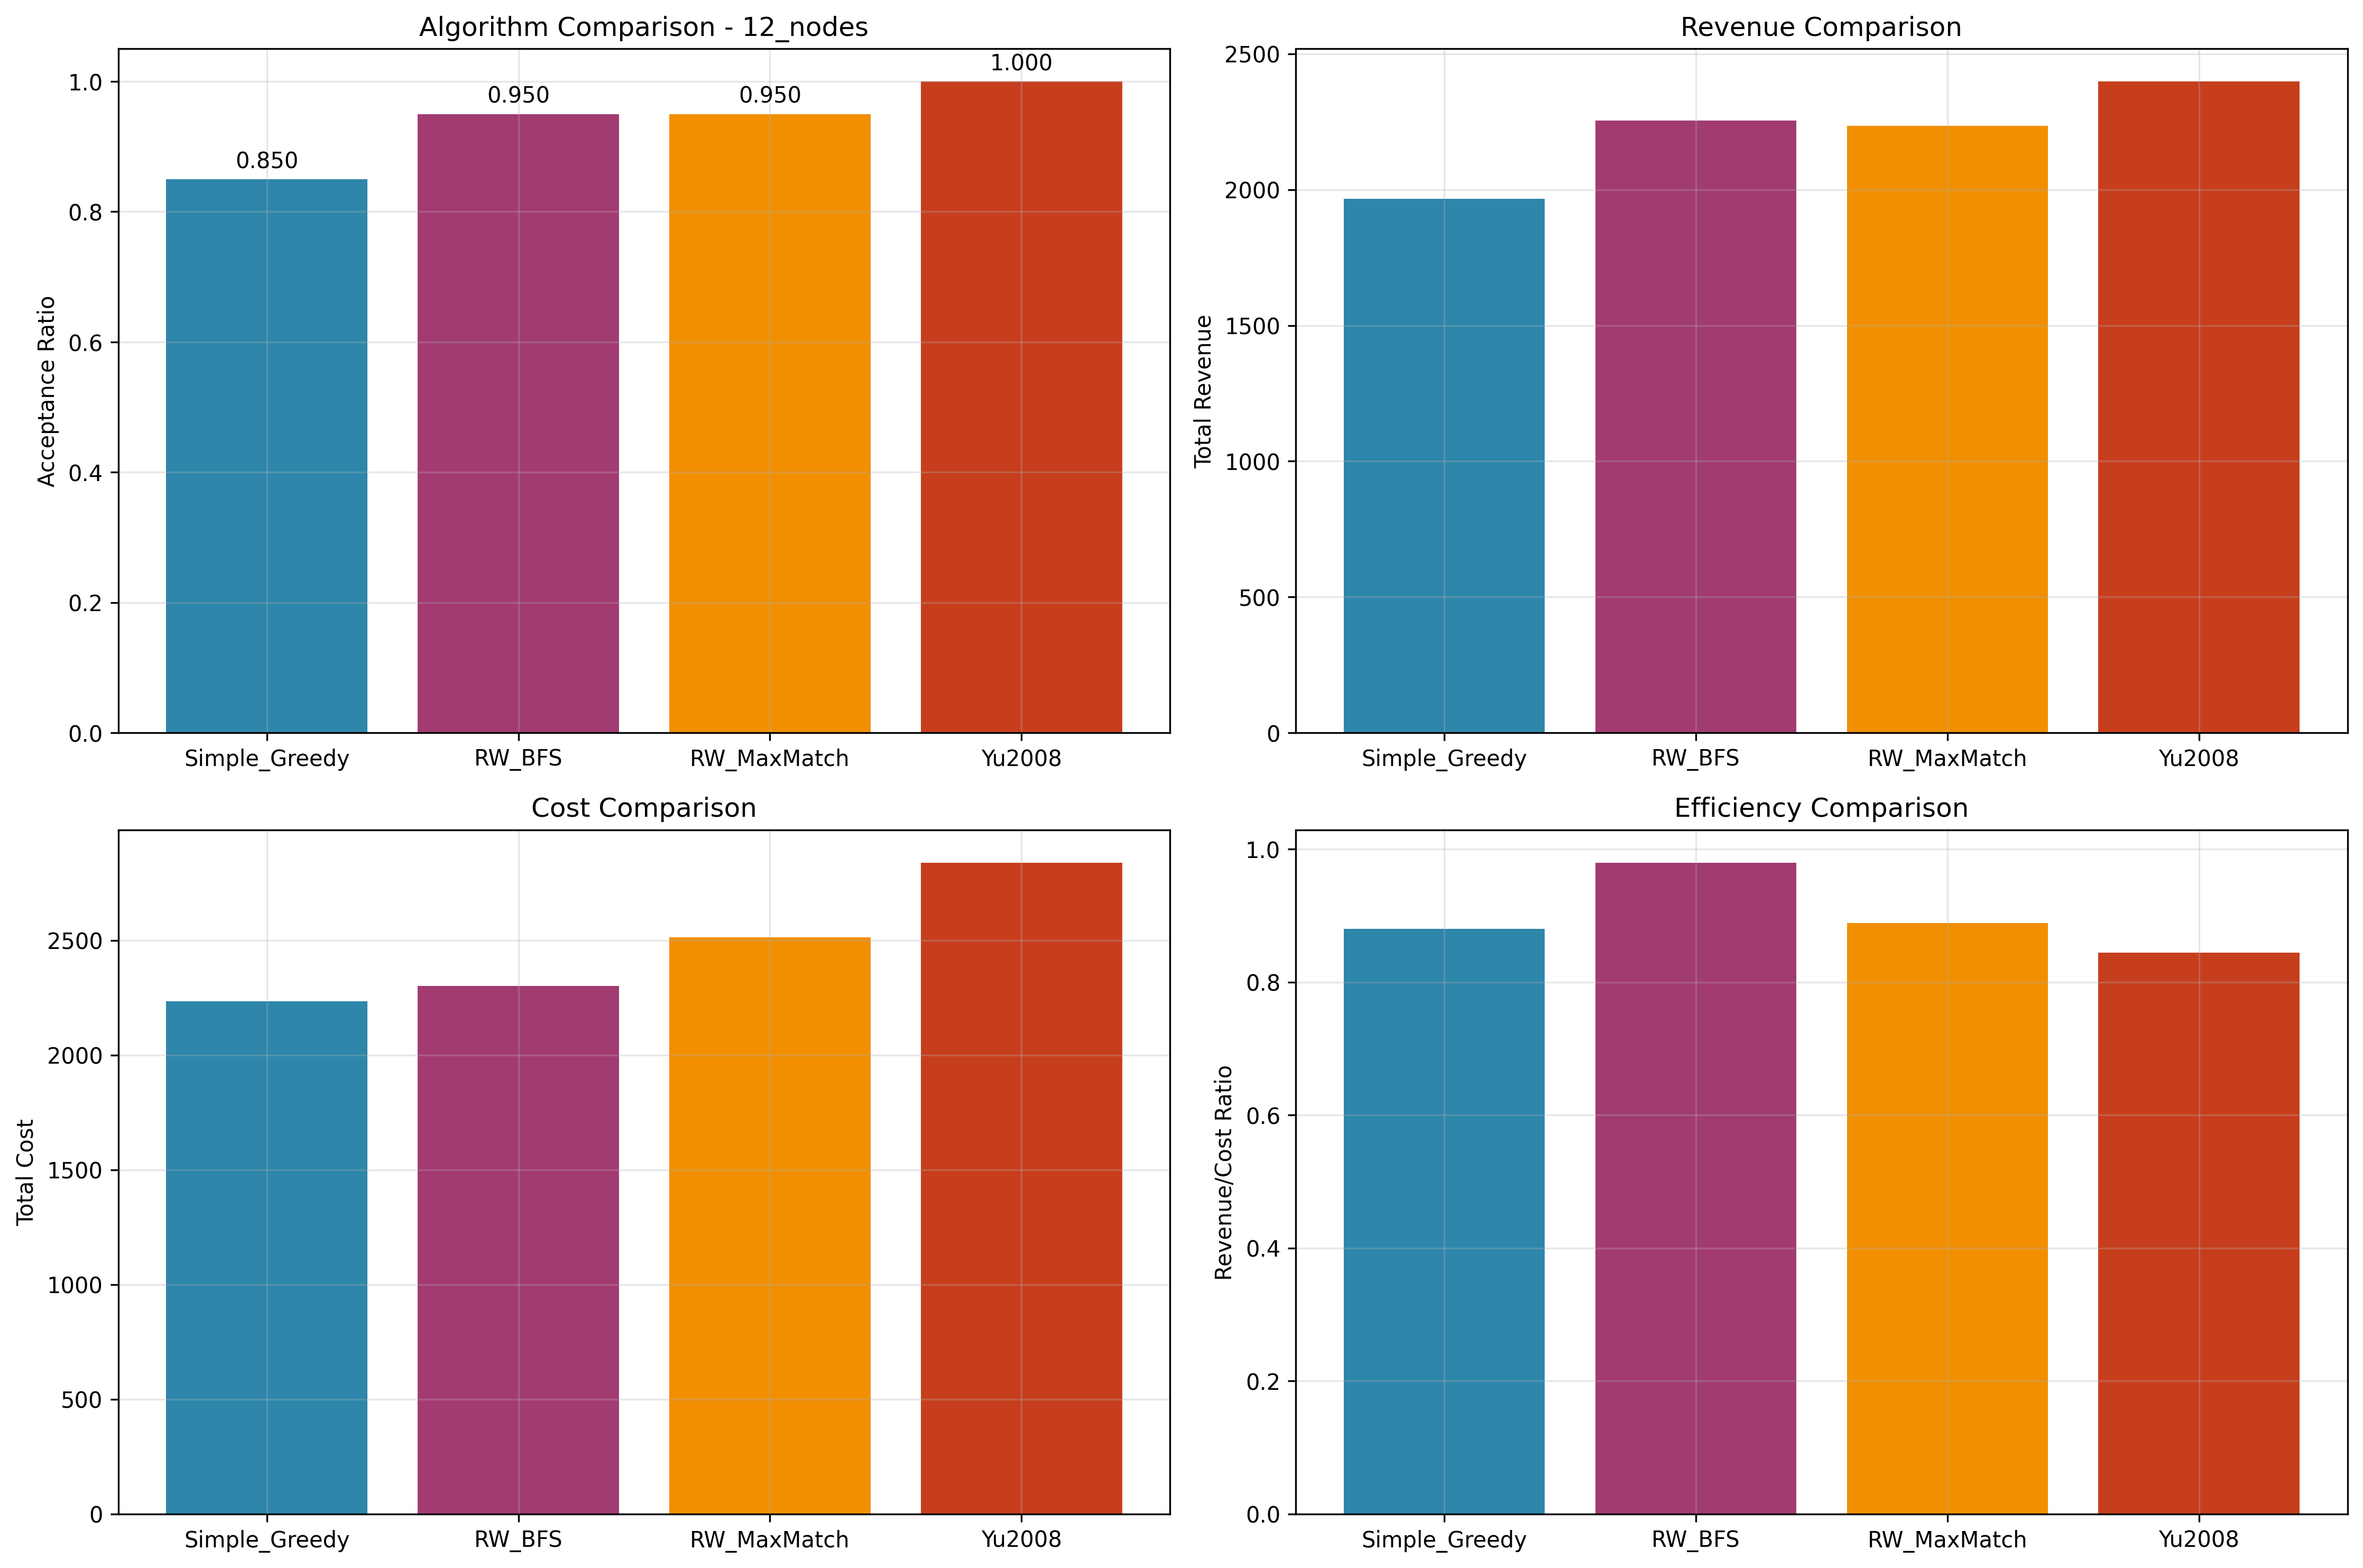 Algorithm Comparison - 12_nodes
Acceptance Ratio
1.0
0.8
0.6
0.4
0.2
0.0
0.850
0.950
0.950
1.000
Simple_Greedy RW_BFS RW_MaxMatch Yu2008
Revenue Comparison
Total Revenue
2500
2000
1500
1000
500
0
Simple_Greedy RW_BFS RW_MaxMatch Yu2008
Cost Comparison
Total Cost
2500
2000
1500
1000
500
0
Simple_Greedy RW_BFS RW_MaxMatch Yu2008
Efficiency Comparison
Revenue/Cost Ratio
1.0
0.8
0.6
0.4
0.2
0.0
Simple_Greedy RW_BFS RW_MaxMatch Yu2008